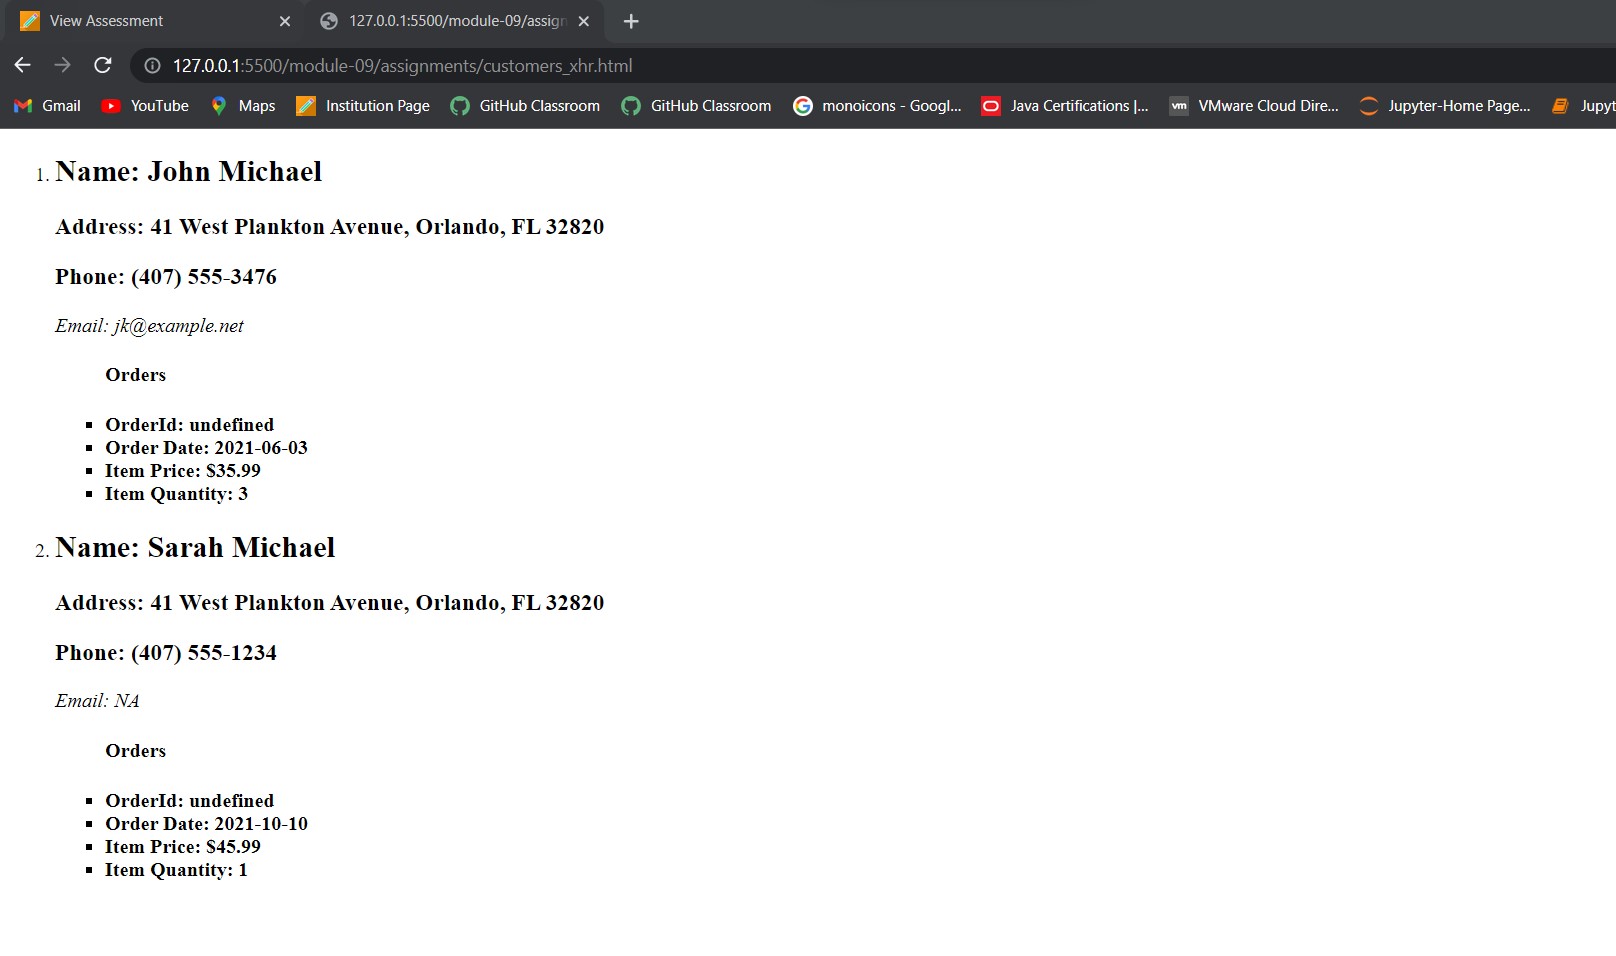 View Assessment
127.0.0.1:5500/module-09/assign
127.0.0.1:5500/module-09/assignments/customers_xhr.html
Gmail YouTube Maps Institution Page GitHub Classroom GitHub Classroom monoicons - Googl... Java Certifications |... vm VMware Cloud Dire... Jupyter-Home Page... Jupyt
1. Name: John Michael
Address: 41 West Plankton Avenue, Orlando, FL 32820
Phone: (407) 555-3476
Email: jk@example.net
Orders
OrderId: undefined
Order Date: 2021-06-03
Item Price: $35.99
Item Quantity: 3
2. Name: Sarah Michael
Address: 41 West Plankton Avenue, Orlando, FL 32820
Phone: (407) 555-1234
Email: NA
Orders
OrderId: undefined
Order Date: 2021-10-10
Item Price: $45.99
Item Quantity: 1